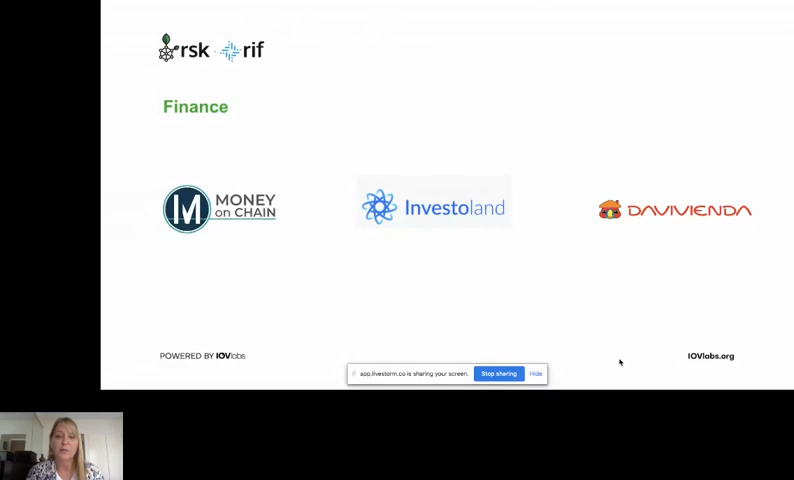 rsk rif
Finance
MONEY
on CHAIN
Investoland
DAVIVIENDA
POWERED BY IOVlabs
IOVlabs.org
app.livestorm.co is sharing your screen.
Stop sharing
Hide